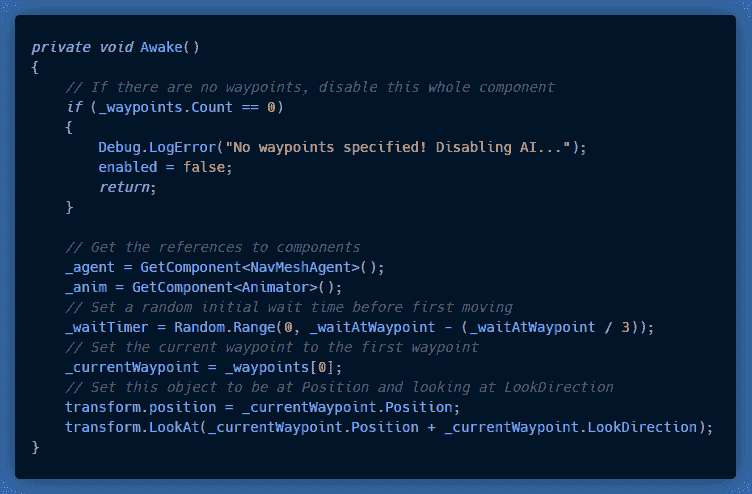 private void Awake()
{
    // If there are no waypoints, disable this whole component
    if (_waypoints.Count == 0)
    {
        Debug.LogError("No waypoints specified! Disabling AI...");
        enabled = false;
        return;
    }

    // Get the references to components
    _agent = GetComponent<NavMeshAgent>();
    _anim = GetComponent<Animator>();
    // Set a random initial wait time before first moving
    _waitTimer = Random.Range(0, _waitAtWaypoint - (_waitAtWaypoint / 3));
    // Set the current waypoint to the first waypoint
    _currentWaypoint = _waypoints[0];
    // Set this object to be at Position and looking at LookDirection
    transform.position = _currentWaypoint.Position;
    transform.LookAt(_currentWaypoint.Position + _currentWaypoint.LookDirection);
}